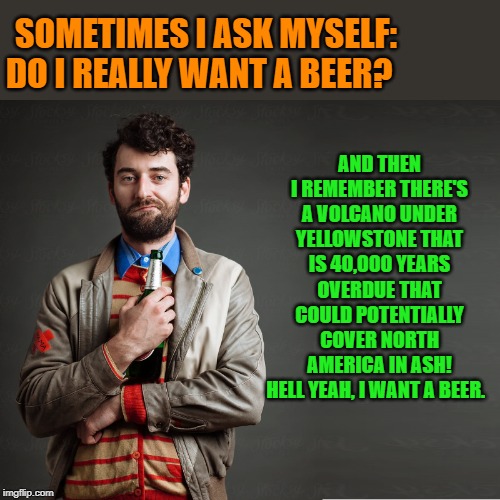 SOMETIMES I ASK MYSELF:
DO I REALLY WANT A BEER?
AND THEN
I REMEMBER THERE'S
A VOLCANO UNDER
YELLOWSTONE THAT
IS 40,000 YEARS
OVERDUE THAT
COULD POTENTIALLY
COVER NORTH
AMERICA IN ASH!
HELL YEAH, I WANT A BEER.
imgflip.com